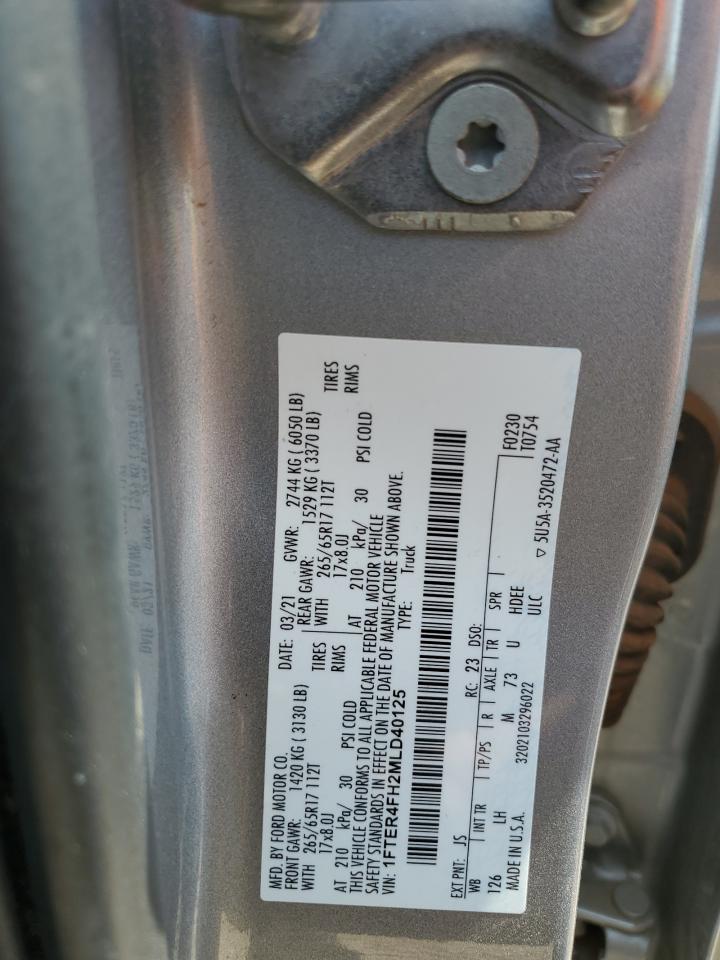 MFD. BY FORD MOTOR CO. DATE: 03/21 GVWR: 2744 KG ( 6050 LB)
FRONT GAWR: 1420 KG ( 3130 LB) REAR GAWR: 1529 KG ( 3370 LB)
WITH 265/65R17 112T TIRES WITH 265/65R17 112T TIRES
17x8.0J RIMS 17x8.0J RIMS
AT 210 kPa/ 30 PSI COLD AT 210 kPa/ 30 PSI COLD
THIS VEHICLE CONFORMS TO ALL APPLICABLE FEDERAL MOTOR VEHICLE
SAFETY STANDARDS IN EFFECT ON THE DATE OF MANUFACTURE SHOWN ABOVE.
VIN: 1FTER4FH2MLD40125 TYPE: Truck
EXT PNT: JS RC: 23 DSO: F0230
WB INT TR TP/PS R AXLE TR SPR T0754
126 LH M 73 U HDEE
MADE IN U.S.A. 3202103296022 ULC ▽ 5U5A-3520472-AA